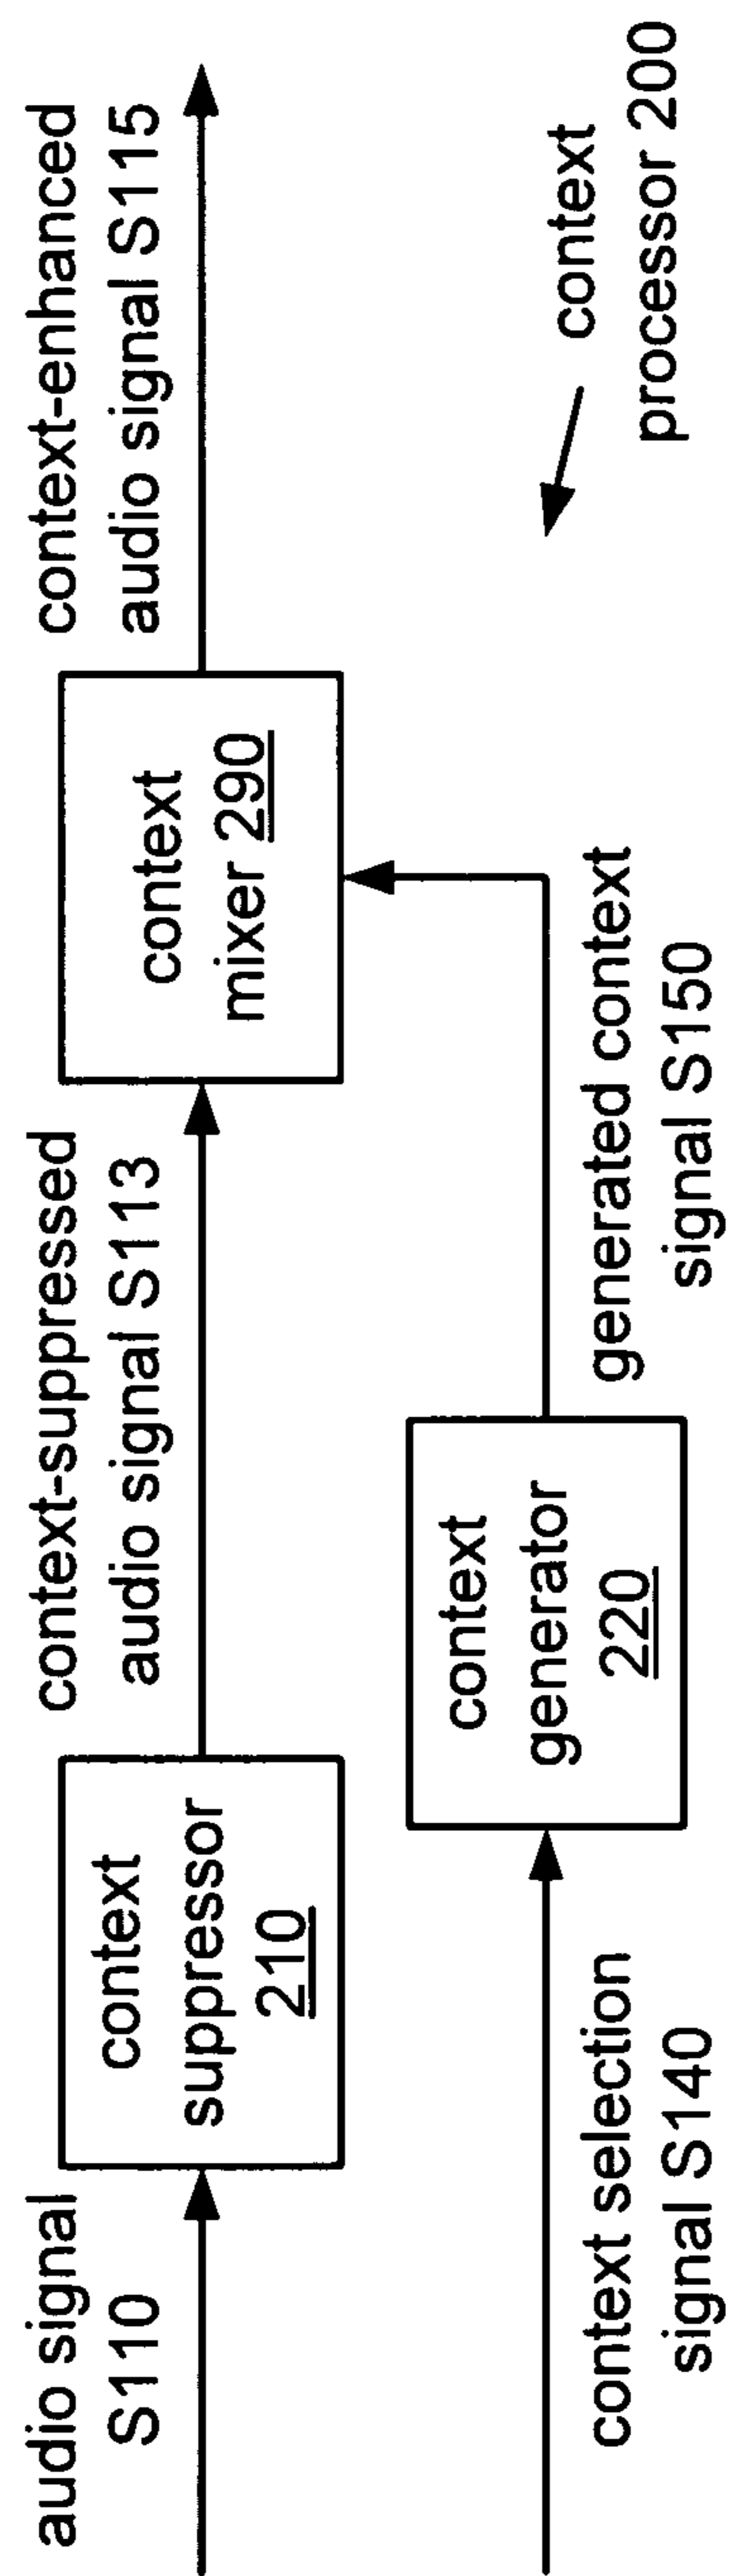 audio signal
S110
context
suppressor
210
context-suppressed
audio signal S113
context
mixer 290
context-enhanced
audio signal S115
context selection
signal S140
context
generator
220
generated context
signal S150
context
processor 200